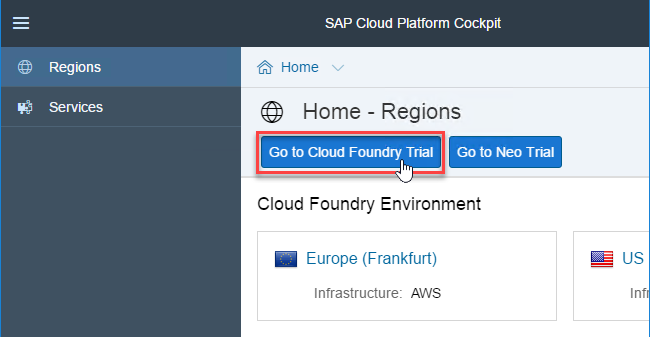 SAP Cloud Platform Cockpit
Regions
Services
Home
Home - Regions
Go to Cloud Foundry Trial
Go to Neo Trial
Cloud Foundry Environment
Europe (Frankfurt)
Infrastructure: AWS
US